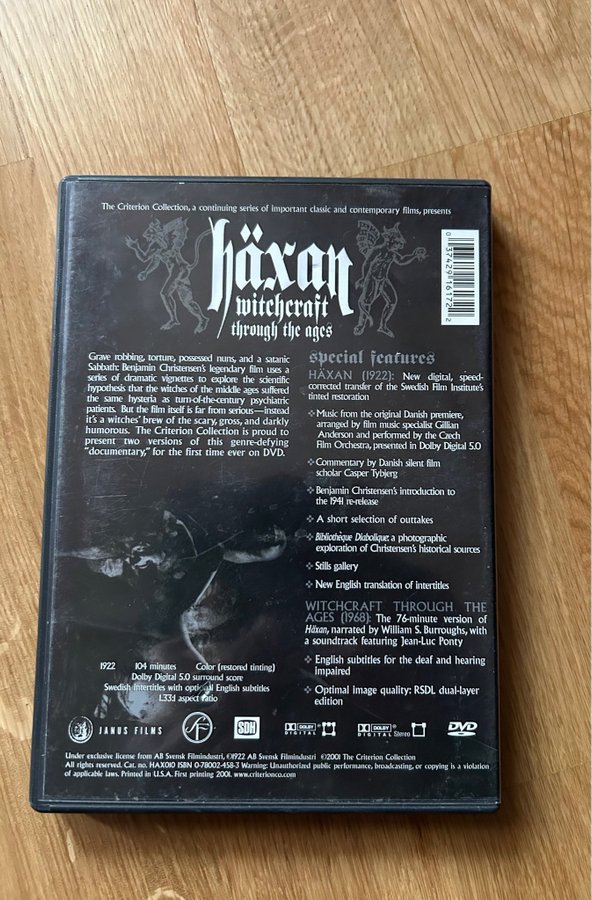 The Criterion Collection, a continuing series of important classic and contemporary films, presents
häxan
witchcraft
through the ages
0 37429 16172 2
Grave robbing, torture, possessed nuns, and a satanic
Sabbath: Benjamin Christensen's legendary film uses a
series of dramatic vignettes to explore the scientific
hypothesis that the witches of the middle ages suffered
the same hysteria as turn-of-the-century psychiatric
patients. But the film itself is far from serious—instead
it's a witches' brew of the scary, gross, and darkly
humorous. The Criterion Collection is proud to
present two versions of this genre-defying
"documentary," for the first time ever on DVD.
special features
HÄXAN (1922): New digital, speed-
corrected transfer of the Swedish Film Institute's
tinted restoration
Music from the original Danish premiere,
arranged by film music specialist Gillian
Anderson and performed by the Czech
Film Orchestra, presented in Dolby Digital 5.0
Commentary by Danish silent film
scholar Casper Tybjerg
Benjamin Christensen's introduction to
the 1941 re-release
A short selection of outtakes
Bibliothèque Diabolique: a photographic
exploration of Christensen's historical sources
Stills gallery
New English translation of intertitles
WITCHCRAFT THROUGH THE
AGES (1968): The 76-minute version of
Häxan, narrated by William S. Burroughs, with
a soundtrack featuring Jean-Luc Ponty
English subtitles for the deaf and hearing
impaired
Optimal image quality: RSDL dual-layer
edition
1922 104 minutes Color (restored tinting)
Dolby Digital 5.0 surround score
Swedish intertitles with optional English subtitles
1.33:1 aspect ratio
JANUS FILMS
SF
SDH
DOLBY DIGITAL
DOLBY DIGITAL Stereo
DVD
Under exclusive license from AB Svensk Filmindustri, ©1922 AB Svensk Filmindustri ©2001 The Criterion Collection
All rights reserved. Cat. no. HAX010 ISBN 0-78002-458-3 Warning: Unauthorized public performance, broadcasting, or copying is a violation
of applicable laws. Printed in U.S.A. First printing 2001. www.criterionco.com